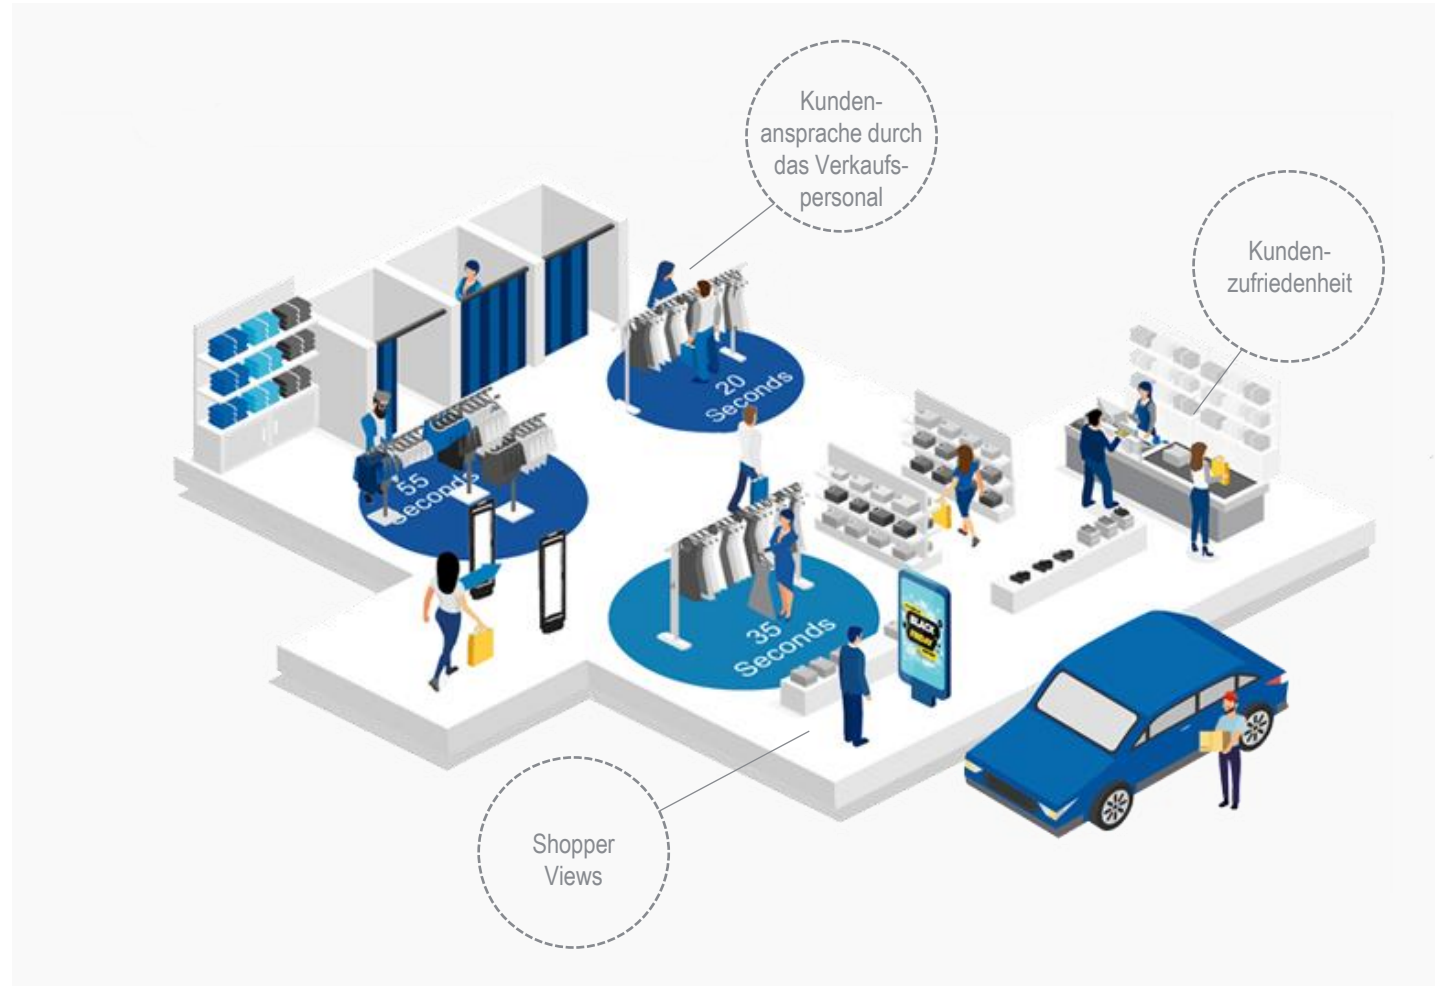 Kunden-
ansprache durch
das Verkaufs-
personal
Kunden-
zufriedenheit
20
Seconds
55
Seconds
35
Seconds
BLACK
FRIDAY
Shopper
Views